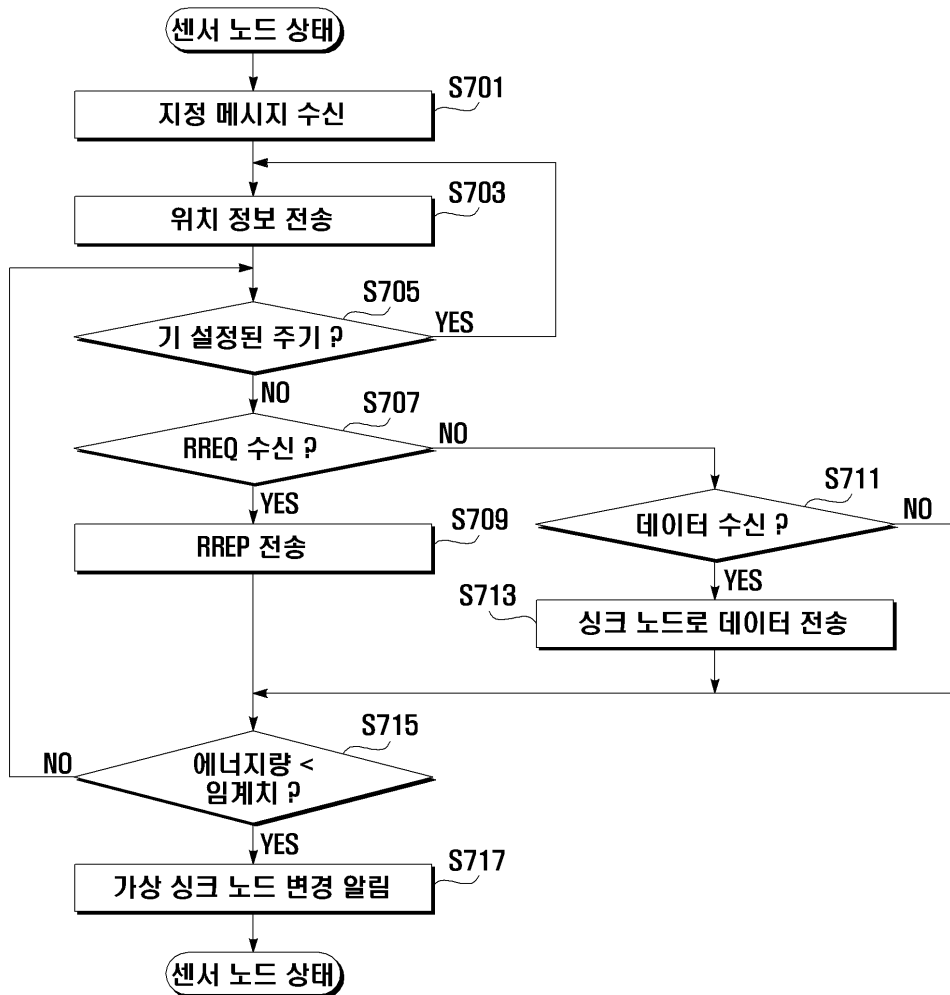 센서 노드 상태
S701
지정 메시지 수신
S703
위치 정보 전송
S705
기 설정된 주기 ?
YES
NO
S707
RREQ 수신 ?
NO
YES
S711
데이터 수신 ?
NO
YES
S709
RREP 전송
S713
싱크 노드로 데이터 전송
S715
에너지량 <
임계치 ?
NO
YES
S717
가상 싱크 노드 변경 알림
센서 노드 상태